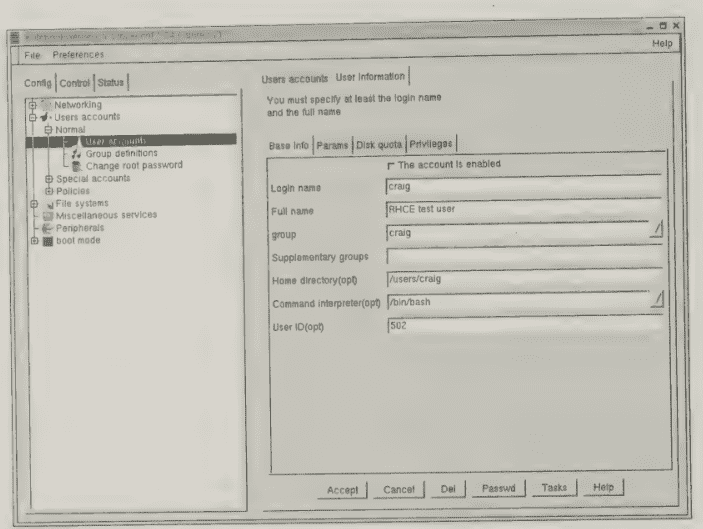 File Preferences
Help
Config Control Status
Networking
Users accounts
Normal
User accounts
Group definitions
Change root password
Special accounts
Policies
File systems
Miscellaneous services
Peripherals
boot mode
Users accounts User information
You must specify at least the login name
and the full name
Base info Params Disk quota Privileges
The account is enabled
Login name craig
Full name RHCE test user
group craig
Supplementary groups
Home directory(opt) /users/craig
Command interpreter(opt) /bin/bash
User ID(opt) 502
Accept Cancel Del Passwd Tasks Help